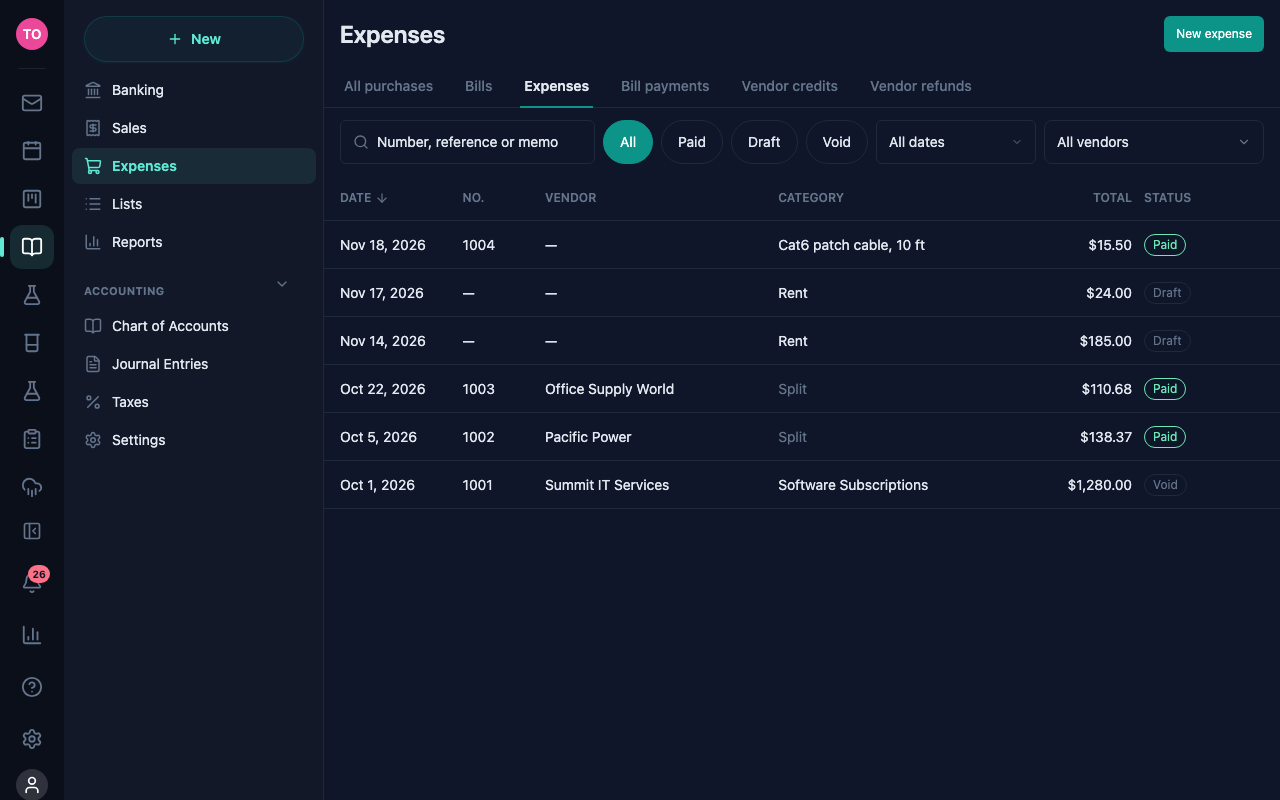 TO
New
Expenses
New expense
Banking
Sales
Expenses
Lists
Reports
ACCOUNTING
Chart of Accounts
Journal Entries
Taxes
Settings
26
All purchases Bills Expenses Bill payments Vendor credits Vendor refunds
Number, reference or memo All Paid Draft Void All dates All vendors
DATE NO. VENDOR CATEGORY TOTAL STATUS
Nov 18, 2026 1004 — Cat6 patch cable, 10 ft $15.50 Paid
Nov 17, 2026 — — Rent $24.00 Draft
Nov 14, 2026 — — Rent $185.00 Draft
Oct 22, 2026 1003 Office Supply World Split $110.68 Paid
Oct 5, 2026 1002 Pacific Power Split $138.37 Paid
Oct 1, 2026 1001 Summit IT Services Software Subscriptions $1,280.00 Void